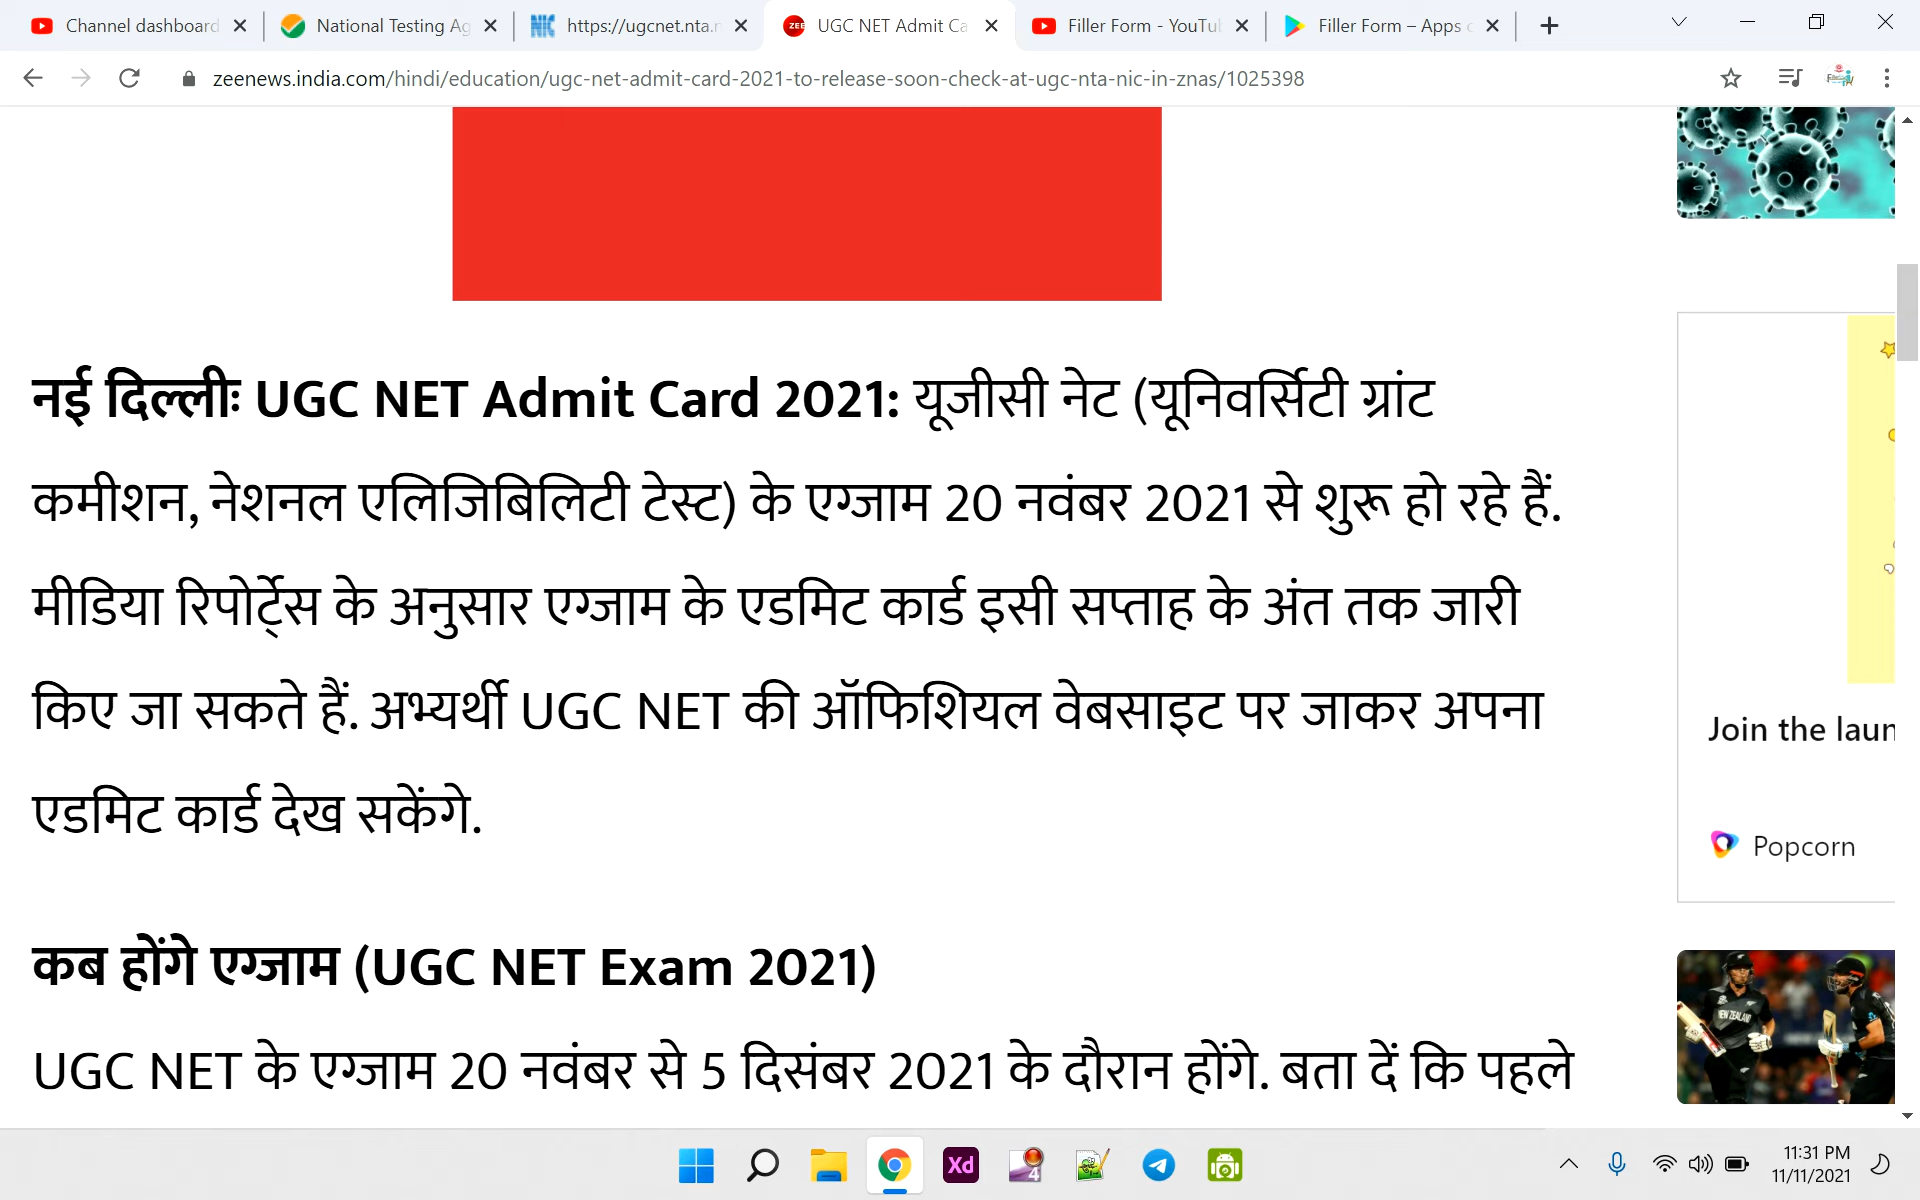 Channel dashboard
National Testing Ag
https://ugcnet.nta.n
UGC NET Admit Ca
Filler Form - YouTu
Filler Form – Apps
zeenews.india.com/hindi/education/ugc-net-admit-card-2021-to-release-soon-check-at-ugc-nta-nic-in-znas/1025398
नई दिल्लीः UGC NET Admit Card 2021: यूजीसी नेट (यूनिवर्सिटी ग्रांट
कमीशन, नेशनल एलिजिबिलिटी टेस्ट) के एग्जाम 20 नवंबर 2021 से शुरू हो रहे हैं.
मीडिया रिपोर्ट्स के अनुसार एग्जाम के एडमिट कार्ड इसी सप्ताह के अंत तक जारी
किए जा सकते हैं. अभ्यर्थी UGC NET की ऑफिशियल वेबसाइट पर जाकर अपना
एडमिट कार्ड देख सकेंगे.
कब होंगे एग्जाम (UGC NET Exam 2021)
UGC NET के एग्जाम 20 नवंबर से 5 दिसंबर 2021 के दौरान होंगे. बता दें कि पहले
Join the laun
Popcorn
NEW ZEALAND
Xd
4
11:31 PM
11/11/2021